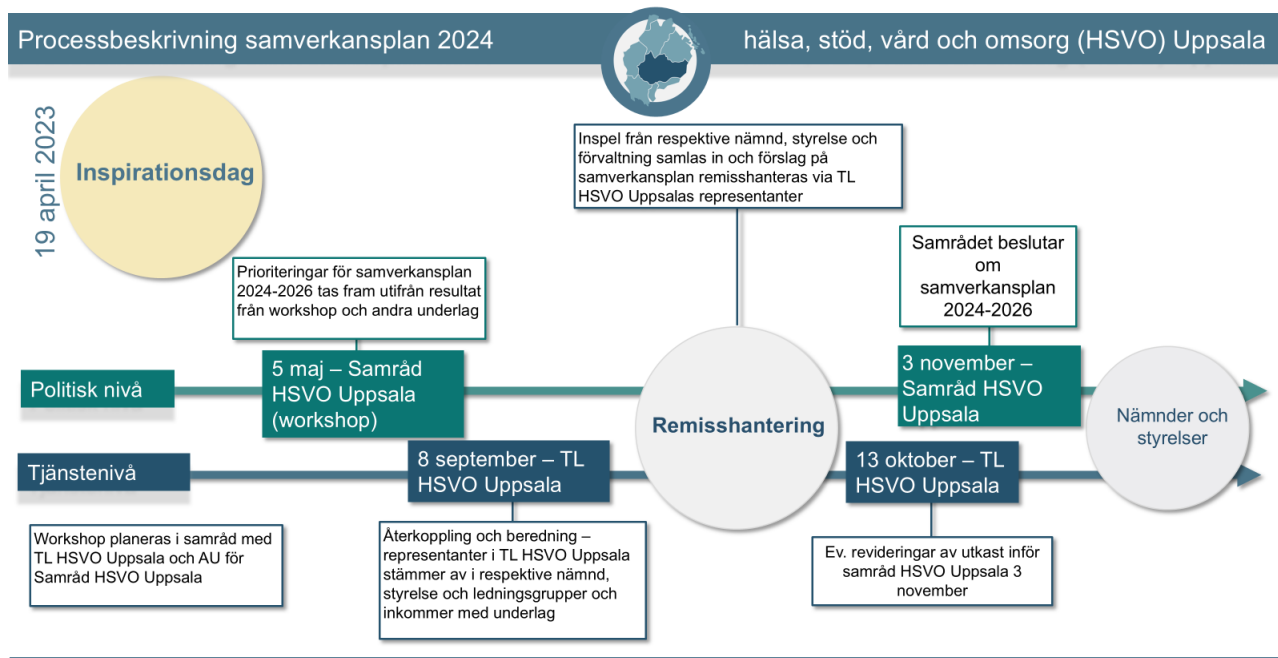 Processbeskrivning samverkansplan 2024
hälsa, stöd, vård och omsorg (HSVO) Uppsala
19 april 2023
Inspirationsdag
Inspel från respektive nämnd, styrelse och
förvaltning samlas in och förslag på
samverkansplan remisshanteras via TL
HSVO Uppsalas representanter
Prioriteringar för samverkansplan
2024-2026 tas fram utifrån resultat
från workshop och andra underlag
Samrådet beslutar
om
samverkansplan
2024-2026
Politisk nivå
5 maj – Samråd
HSVO Uppsala
(workshop)
Remisshantering
3 november –
Samråd HSVO
Uppsala
Nämnder och
styrelser
Tjänstenivå
8 september – TL
HSVO Uppsala
13 oktober – TL
HSVO Uppsala
Workshop planeras i samråd med
TL HSVO Uppsala och AU för
Samråd HSVO Uppsala
Återkoppling och beredning –
representanter i TL HSVO Uppsala
stämmer av i respektive nämnd,
styrelse och ledningsgrupper och
inkommer med underlag
Ev. revideringar av utkast inför
samråd HSVO Uppsala 3
november